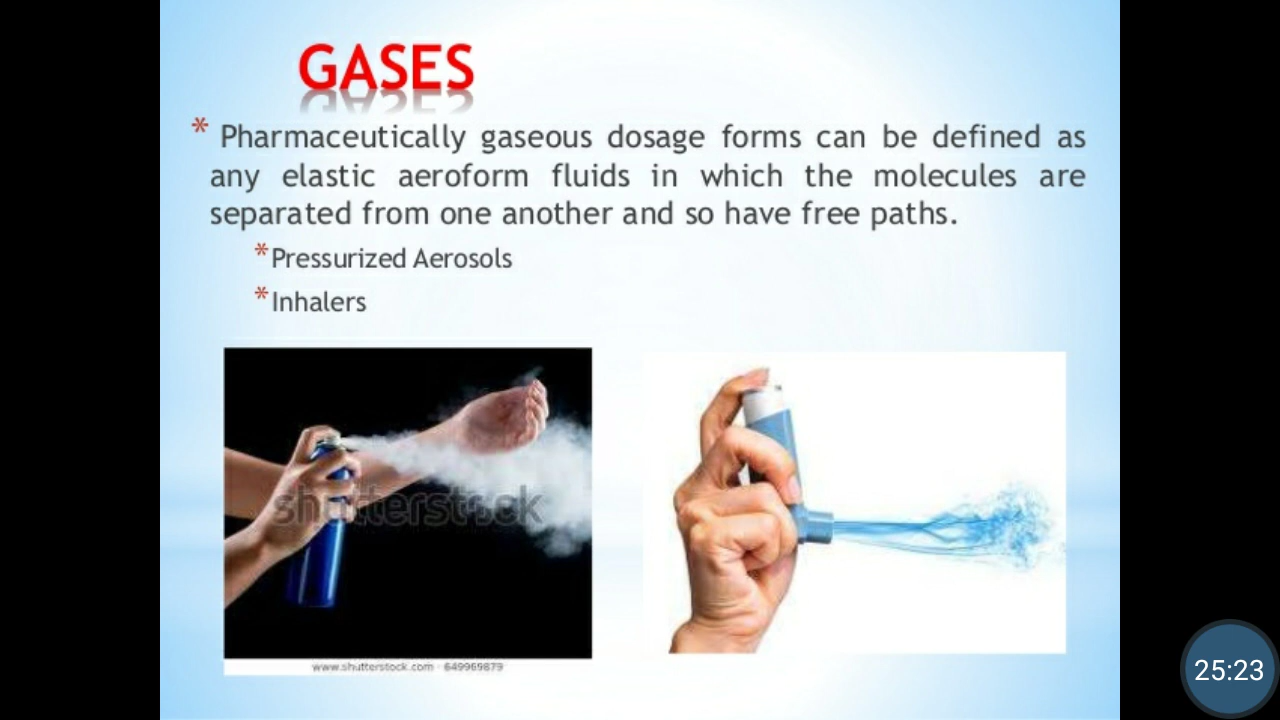 GASES
* Pharmaceutically gaseous dosage forms can be defined as
any elastic aeroform fluids in which the molecules are
separated from one another and so have free paths.
*Pressurized Aerosols
*Inhalers
shutterstock
www.shutterstock.com · 649969879
25:23